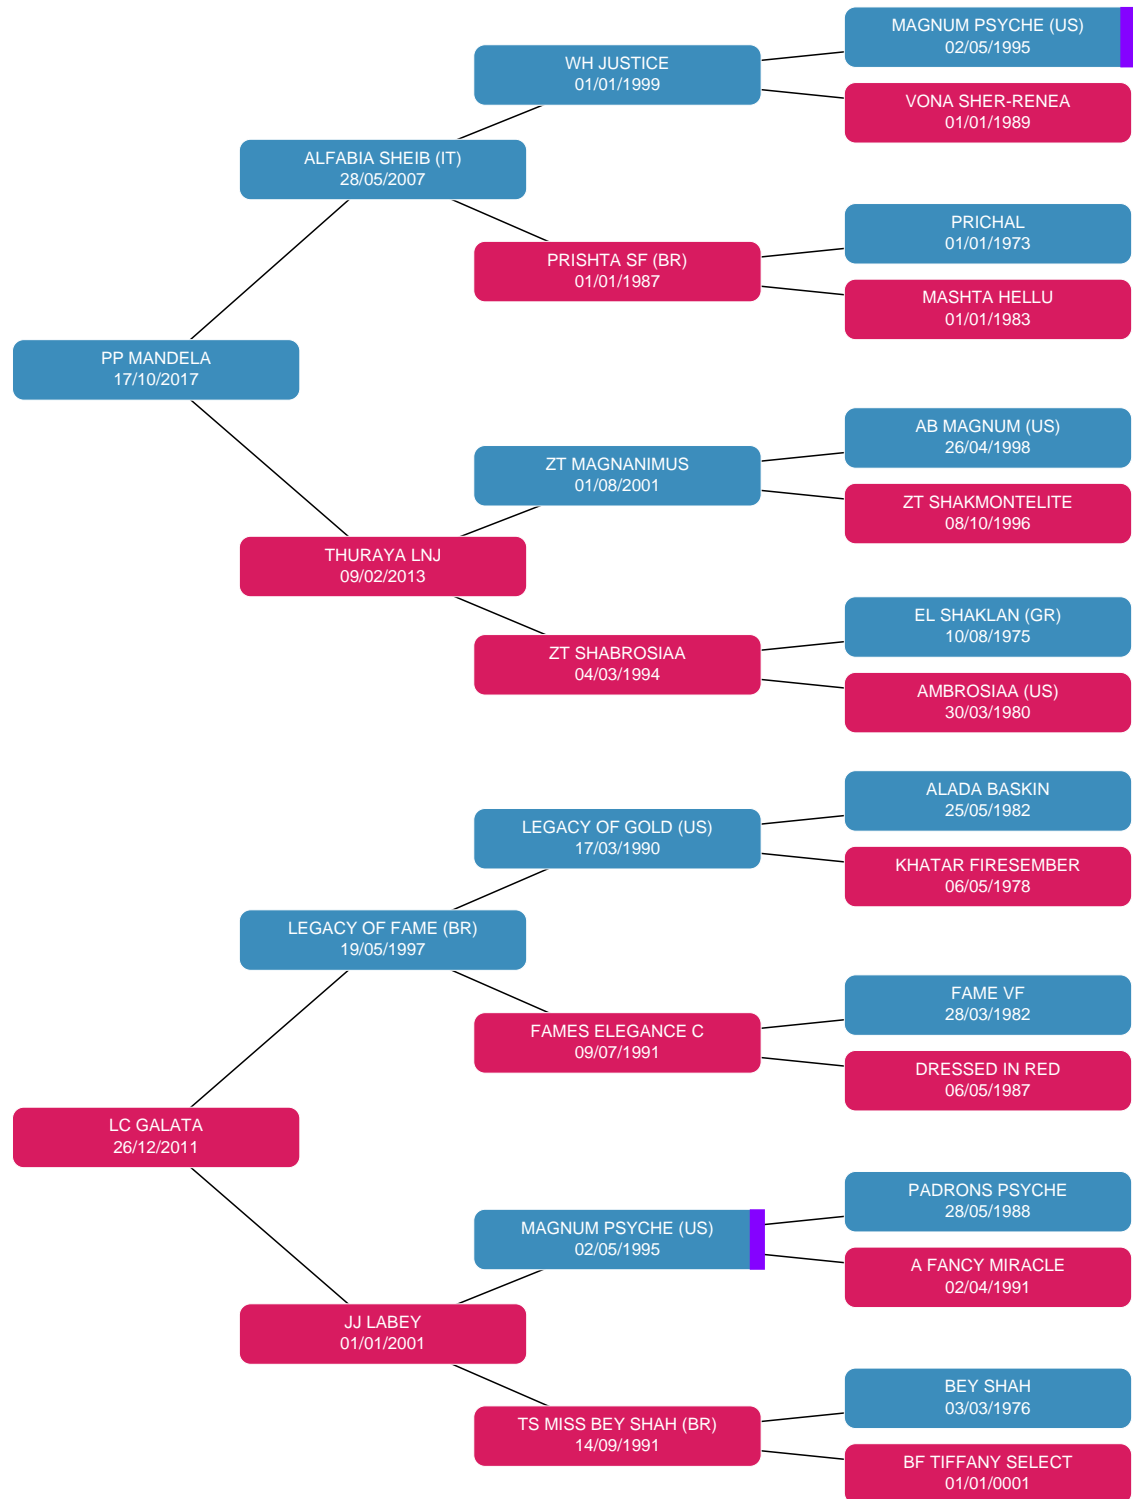 MAGNUM PSYCHE (US)
02/05/1995
WH JUSTICE
01/01/1999
VONA SHER-RENEA
01/01/1989
ALFABIA SHEIB (IT)
28/05/2007
PRICHAL
01/01/1973
PRISHTA SF (BR)
01/01/1987
MASHTA HELLU
01/01/1983
PP MANDELA
17/10/2017
AB MAGNUM (US)
26/04/1998
ZT MAGNANIMUS
01/08/2001
ZT SHAKMONTELITE
08/10/1996
THURAYA LNJ
09/02/2013
EL SHAKLAN (GR)
10/08/1975
ZT SHABROSIAA
04/03/1994
AMBROSIAA (US)
30/03/1980
ALADA BASKIN
25/05/1982
LEGACY OF GOLD (US)
17/03/1990
KHATAR FIRESEMBER
06/05/1978
LEGACY OF FAME (BR)
19/05/1997
FAME VF
28/03/1982
FAMES ELEGANCE C
09/07/1991
DRESSED IN RED
06/05/1987
LC GALATA
26/12/2011
PADRONS PSYCHE
28/05/1988
MAGNUM PSYCHE (US)
02/05/1995
A FANCY MIRACLE
02/04/1991
JJ LABEY
01/01/2001
BEY SHAH
03/03/1976
TS MISS BEY SHAH (BR)
14/09/1991
BF TIFFANY SELECT
01/01/0001